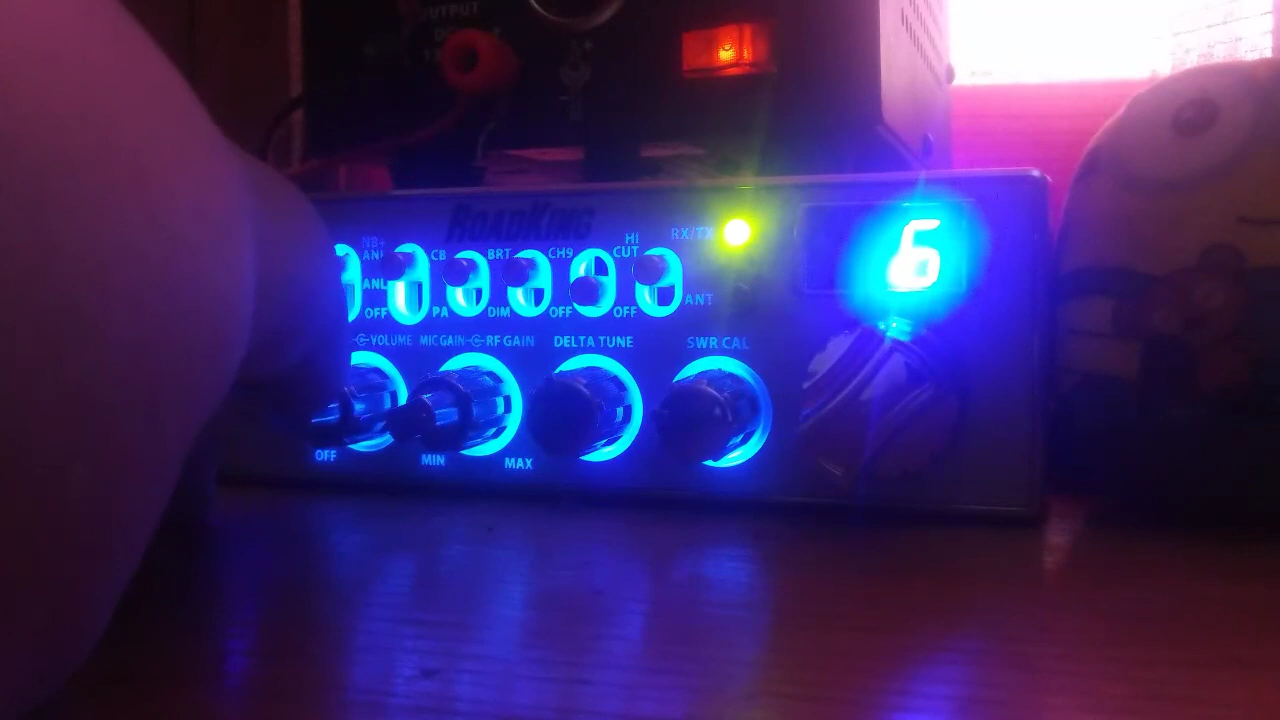 OUTPUT
ROADKING
NB+
ANL CB BRT CH9 HI CUT RX/TX
ANL
OFF PA DIM OFF OFF ANT
6
VOLUME MIC GAIN RF GAIN DELTA TUNE SWR CAL
OFF MIN MAX